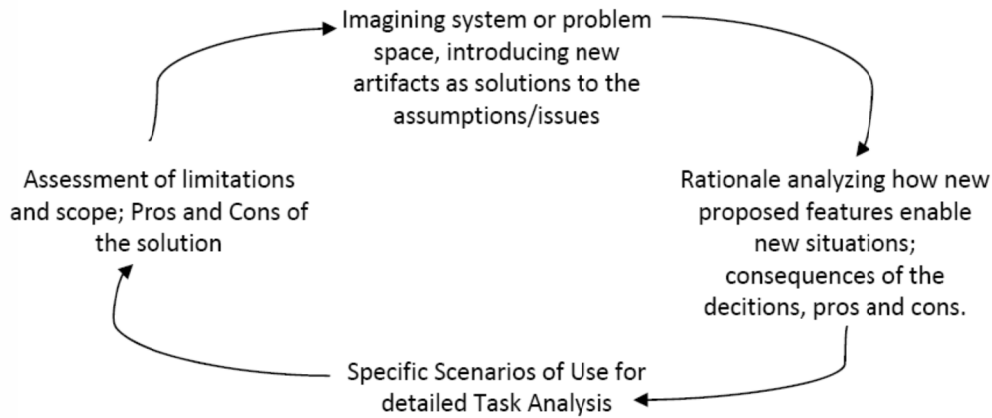 Imagining system or problem
space, introducing new
artifacts as solutions to the
assumptions/issues
Rationale analyzing how new
proposed features enable
new situations;
consequences of the
decitions, pros and cons.
Specific Scenarios of Use for
detailed Task Analysis
Assessment of limitations
and scope; Pros and Cons of
the solution